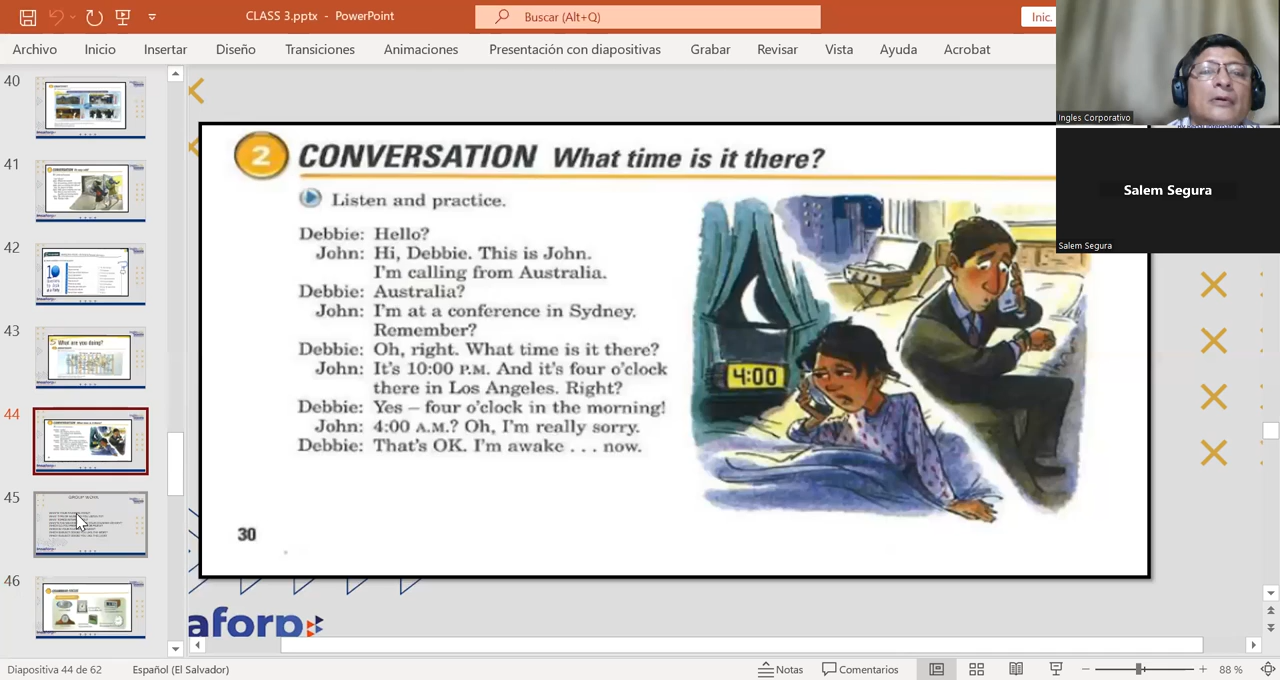 CLASS 3.pptx - PowerPoint
Buscar (Alt+Q)
Inic.
Archivo Inicio Insertar Diseño Transiciones Animaciones Presentación con diapositivas Grabar Revisar Vista Ayuda Acrobat
Ingles Corporativo
Salem Segura
Salem Segura
40
41
42
43
44
45
46
2 CONVERSATION What time is it there?
Listen and practice.
Debbie: Hello?
John: Hi, Debbie. This is John.
I'm calling from Australia.
Debbie: Australia?
John: I'm at a conference in Sydney.
Remember?
Debbie: Oh, right. What time is it there?
John: It's 10:00 P.M. And it's four o'clock
there in Los Angeles. Right?
Debbie: Yes – four o'clock in the morning!
John: 4:00 A.M.? Oh, I'm really sorry.
Debbie: That's OK. I'm awake . . . now.
4:00
30
aforp
Diapositiva 44 de 62 Español (El Salvador) Notas Comentarios 88 %